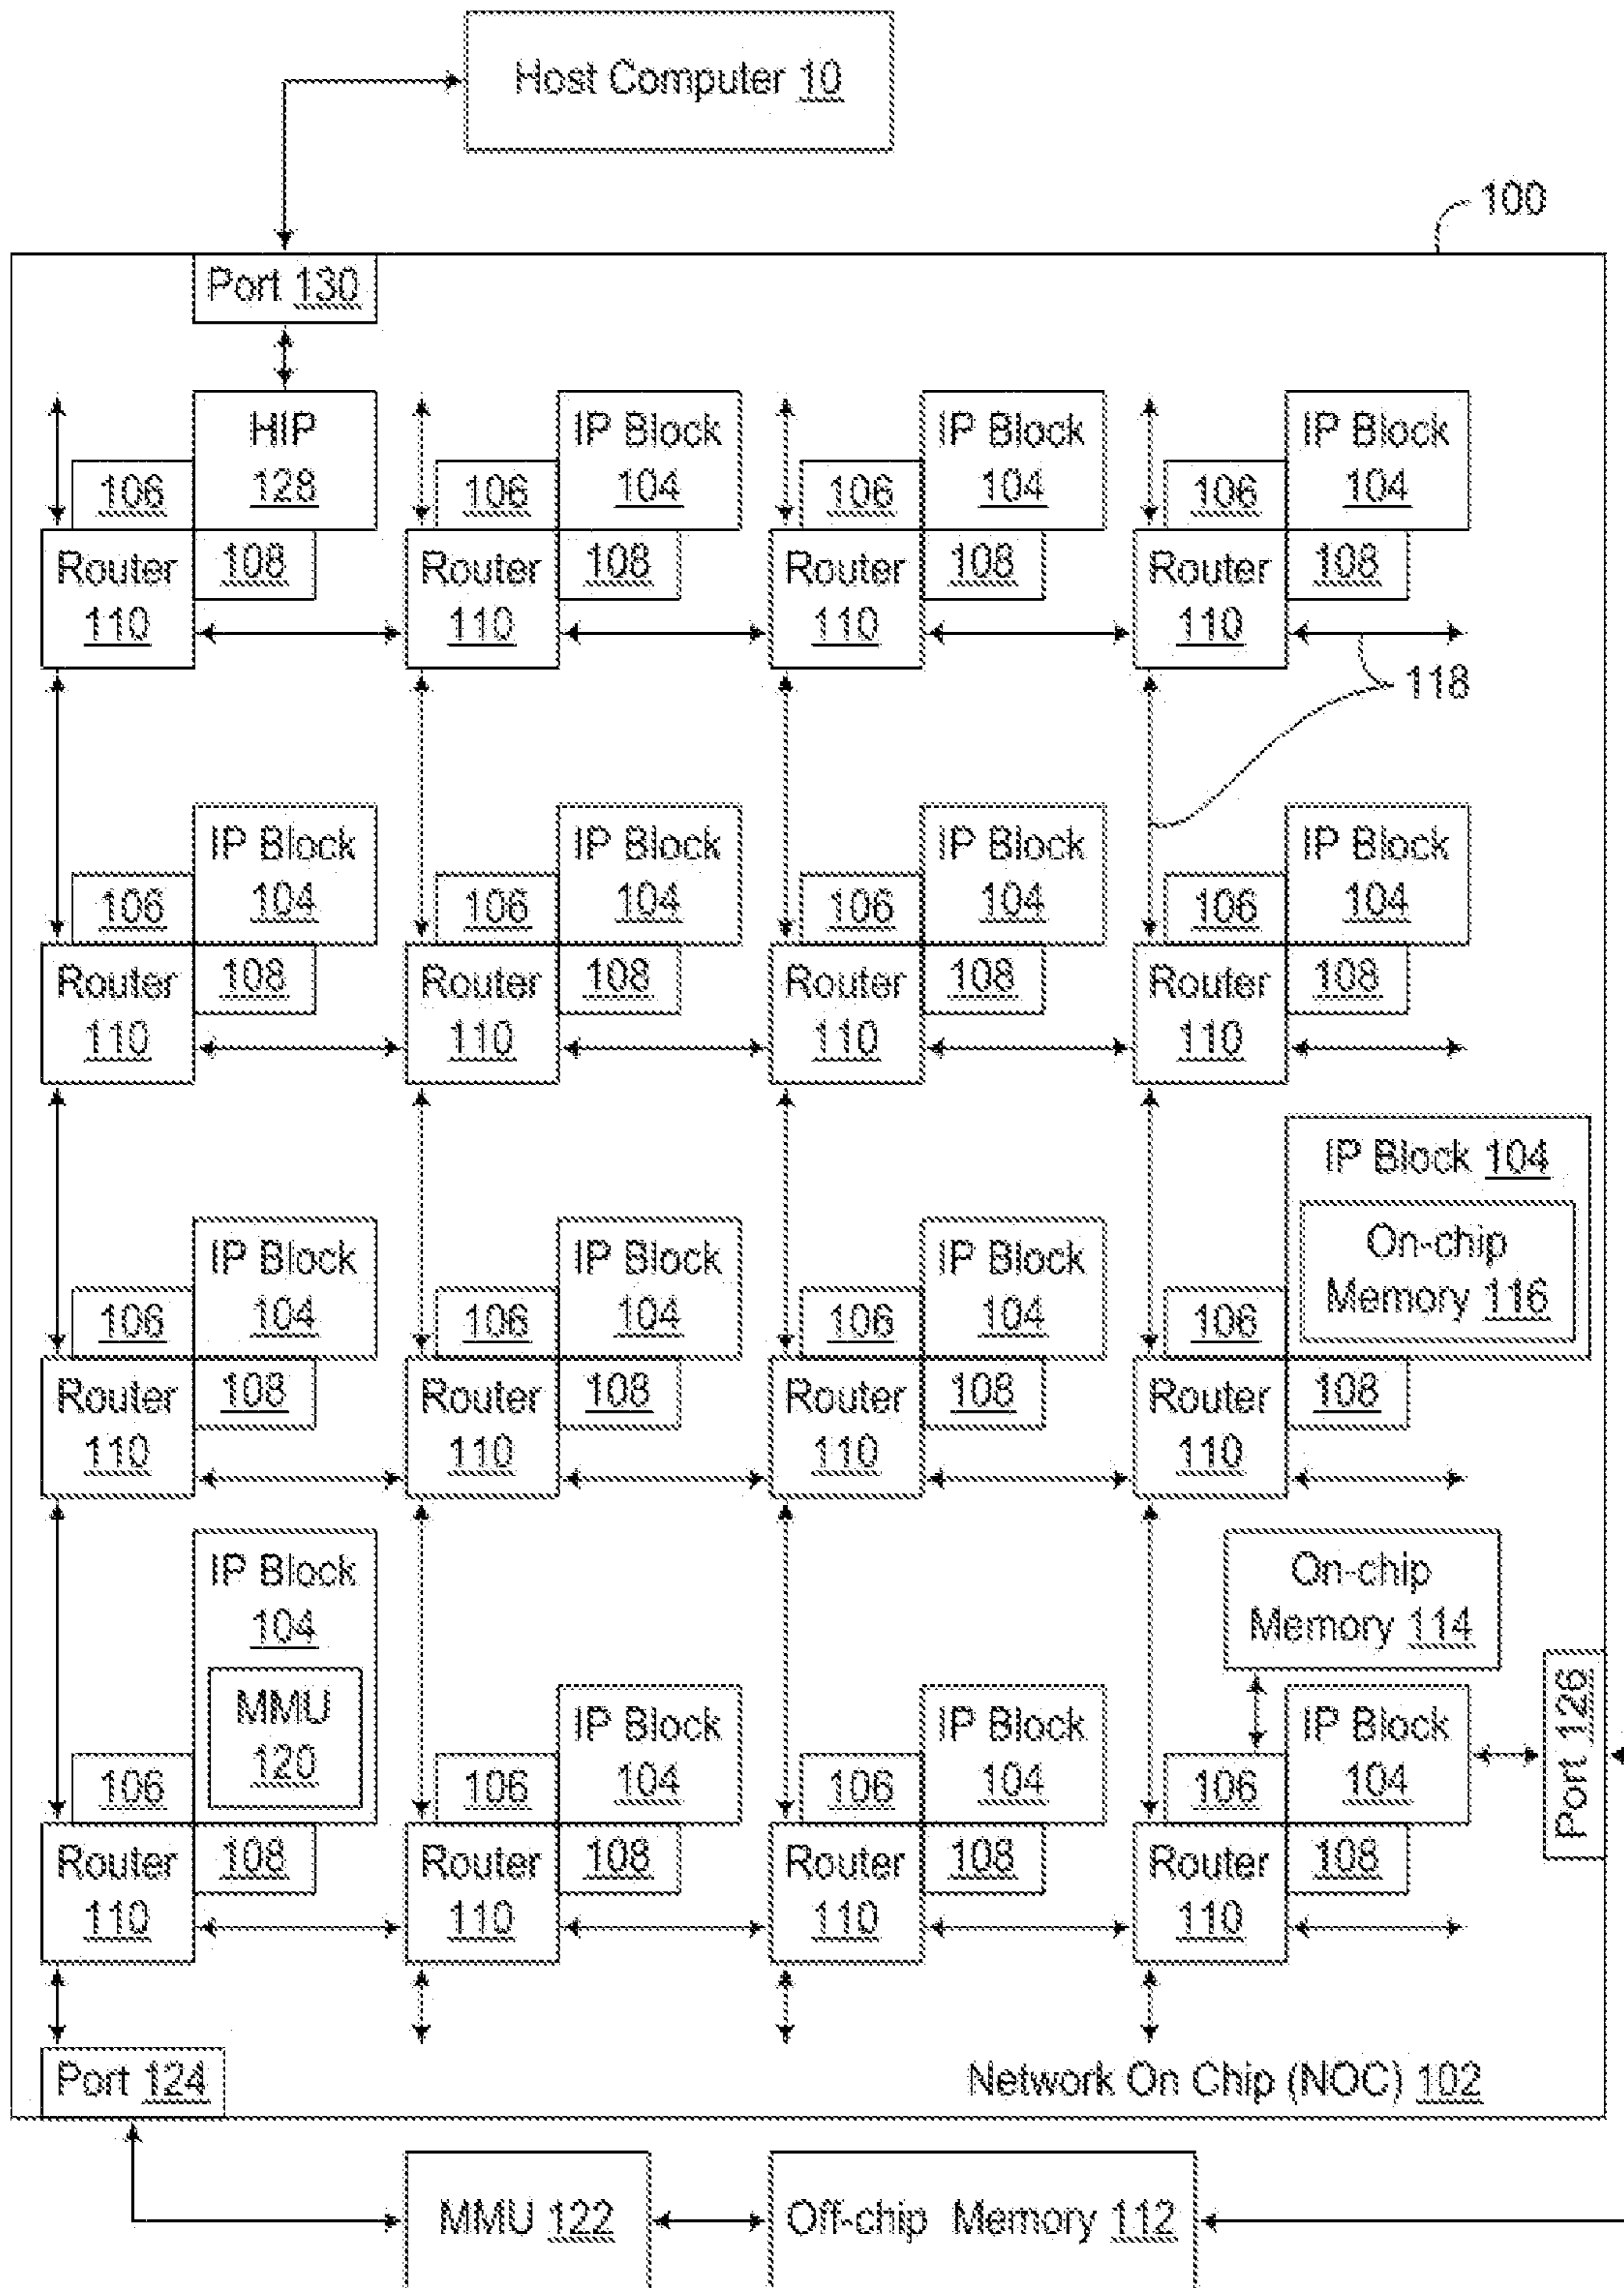 Host Computer 10
100
Port 130
HIP
128
IP Block
104
IP Block
104
IP Block
104
106
106
106
106
Router
110
108
Router
110
108
Router
110
108
Router
110
108
118
IP Block
104
IP Block
104
IP Block
104
IP Block
104
106
106
106
106
Router
110
108
Router
110
108
Router
110
108
Router
110
108
IP Block
104
IP Block
104
IP Block
104
IP Block 104
On-chip
Memory 116
106
106
106
106
Router
110
108
Router
110
108
Router
110
108
Router
110
108
IP Block
104
MMU
120
On-chip
Memory 114
IP Block
104
IP Block
104
IP Block
104
Port 126
106
106
106
106
Router
110
108
Router
110
108
Router
110
108
Router
110
108
Port 124
Network On Chip (NOC) 102
MMU 122
Off-chip Memory 112